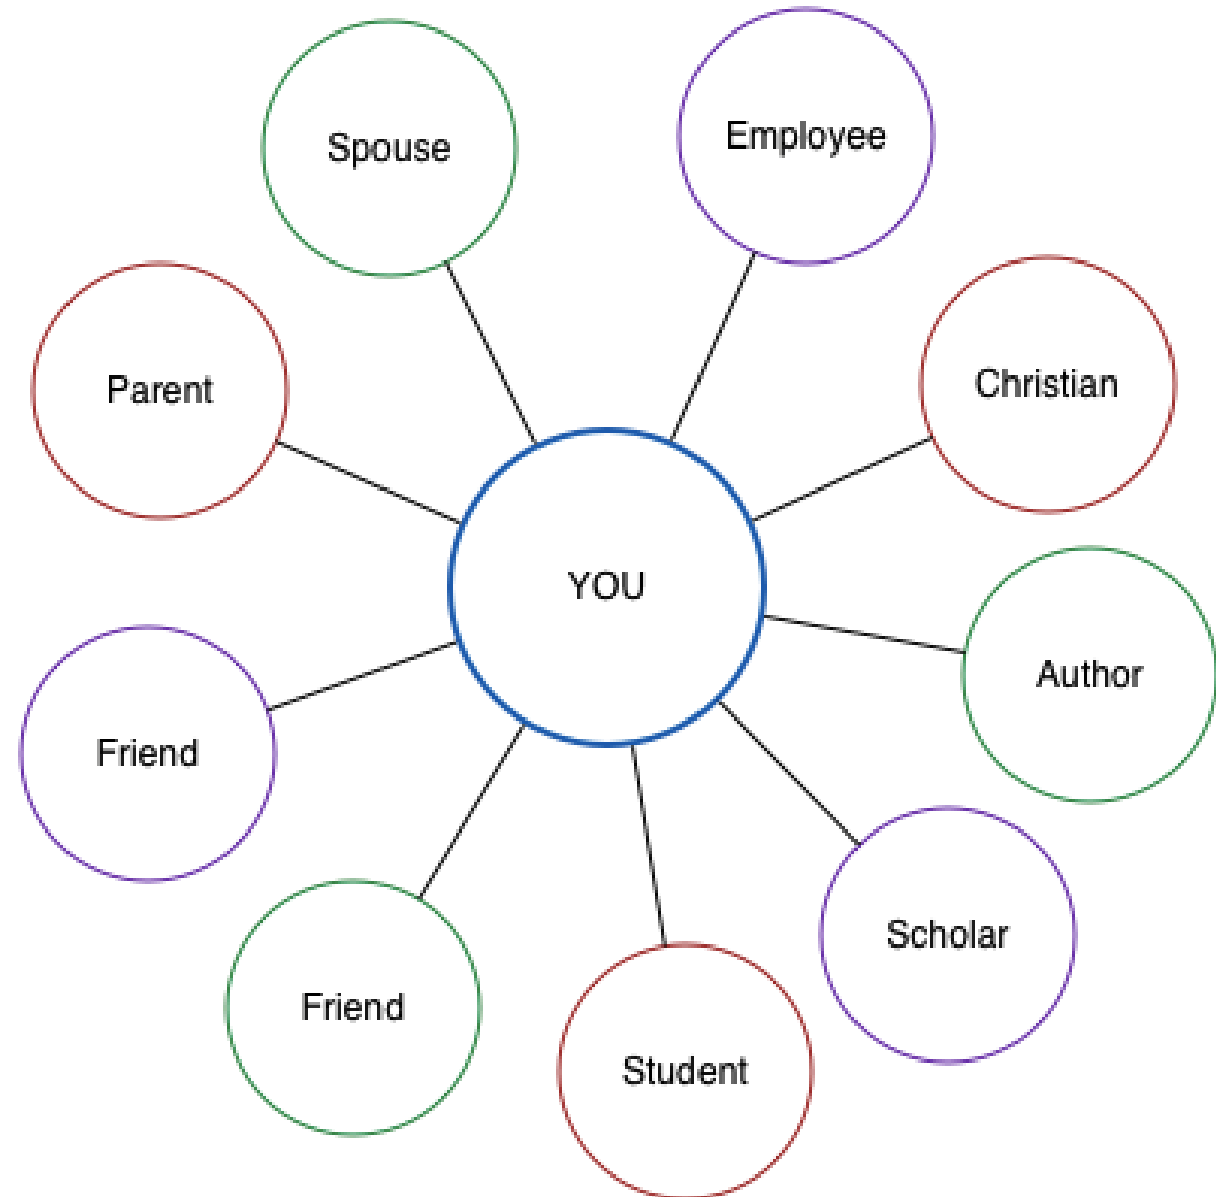 Employee
Spouse
Christian
Parent
YOU
Author
Friend
Scholar
Friend
Student